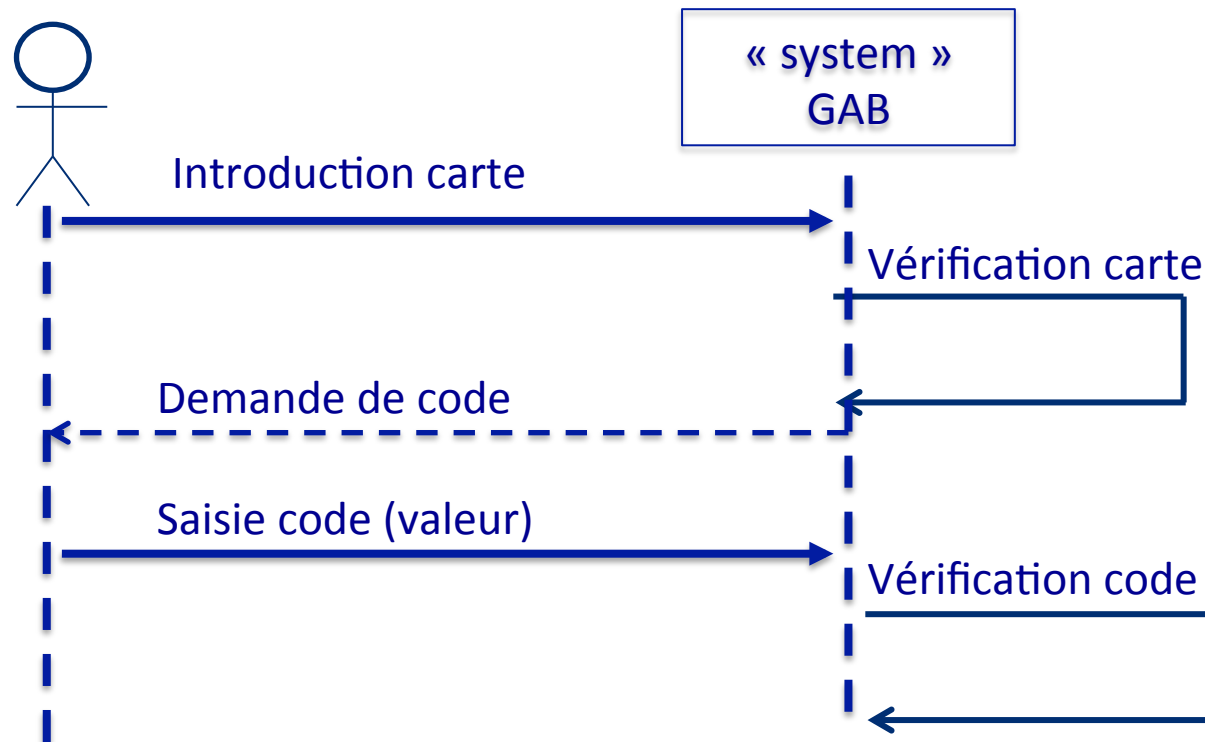 « system »
GAB
Introduction carte
Vérification carte
Demande de code
Saisie code (valeur)
Vérification code